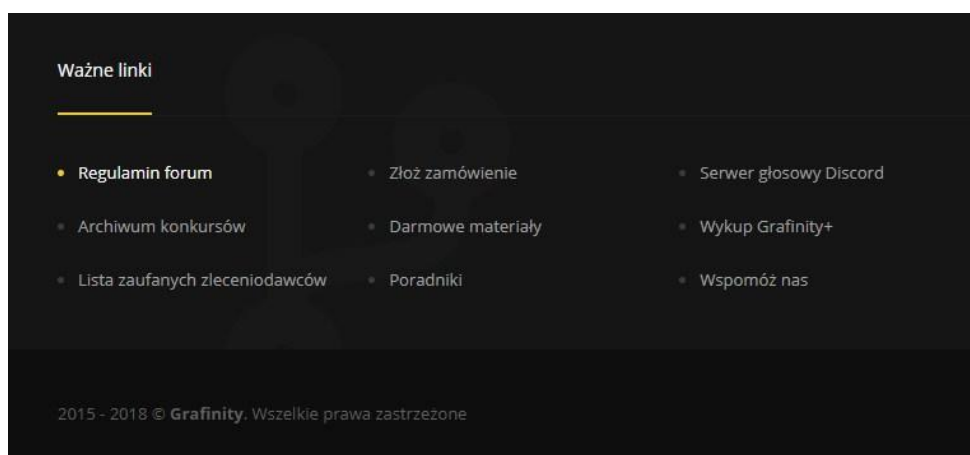 Ważne linki
Regulamin forum
Złoż zamówienie
Serwer głosowy Discord
Archiwum konkursów
Darmowe materiały
Wykup Grafinity+
Lista zaufanych zleceniodawców
Poradniki
Wspomóż nas
2015 - 2018 © Grafinity. Wszelkie prawa zastrzeżone